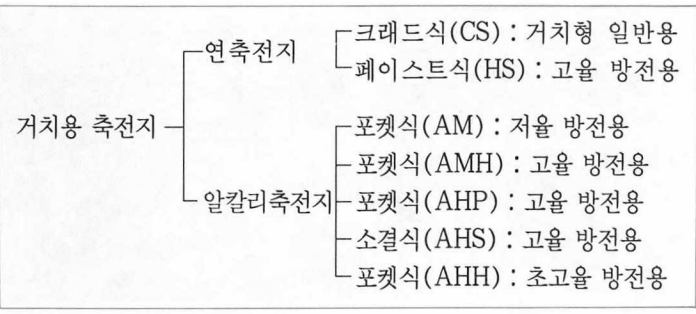 크래드식(CS) : 거치형 일반용
연축전지
페이스트식(HS) : 고율 방전용
거치용 축전지
포켓식(AM) : 저율 방전용
포켓식(AMH) : 고율 방전용
알칼리축전지
포켓식(AHP) : 고율 방전용
소결식(AHS) : 고율 방전용
포켓식(AHH) : 초고율 방전용